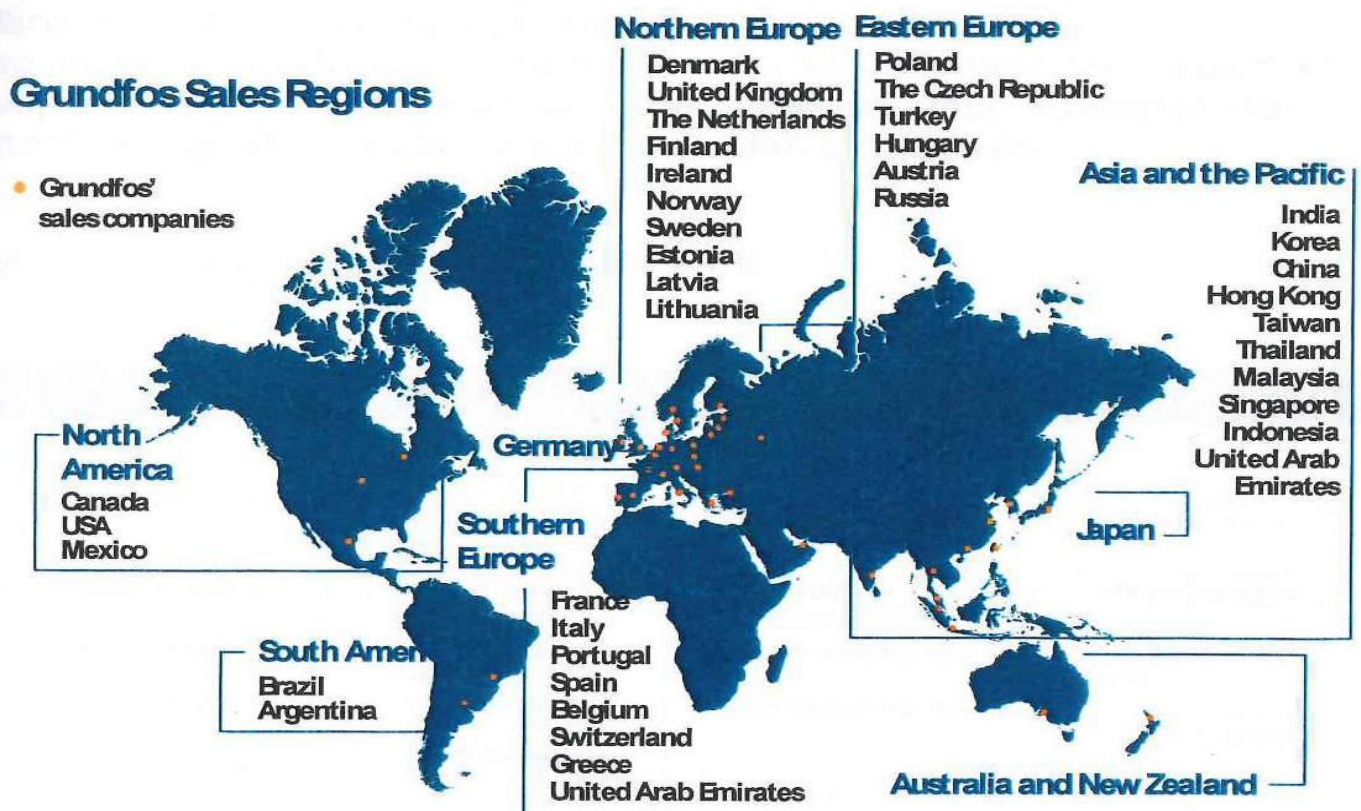 Grundfos Sales Regions
Grundfos'
sales companies
Northern Europe
Denmark
United Kingdom
The Netherlands
Finland
Ireland
Norway
Sweden
Estonia
Latvia
Lithuania
Eastern Europe
Poland
The Czech Republic
Turkey
Hungary
Austria
Russia
Asia and the Pacific
India
Korea
China
Hong Kong
Taiwan
Thailand
Malaysia
Singapore
Indonesia
United Arab
Emirates
North
America
Canada
USA
Mexico
Germany
Southern
Europe
France
Italy
Portugal
Spain
Belgium
Switzerland
Greece
United Arab Emirates
Japan
South Amer
Brazil
Argentina
Australia and New Zealand